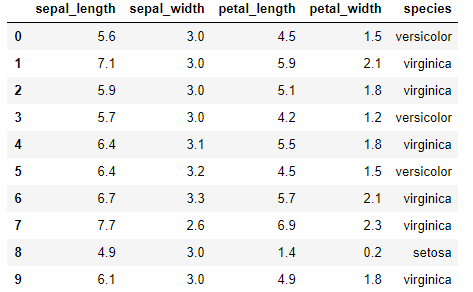 sepal_length sepal_width petal_length petal_width species
0 5.6 3.0 4.5 1.5 versicolor
1 7.1 3.0 5.9 2.1 virginica
2 5.9 3.0 5.1 1.8 virginica
3 5.7 3.0 4.2 1.2 versicolor
4 6.4 3.1 5.5 1.8 virginica
5 6.4 3.2 4.5 1.5 versicolor
6 6.7 3.3 5.7 2.1 virginica
7 7.7 2.6 6.9 2.3 virginica
8 4.9 3.0 1.4 0.2 setosa
9 6.1 3.0 4.9 1.8 virginica